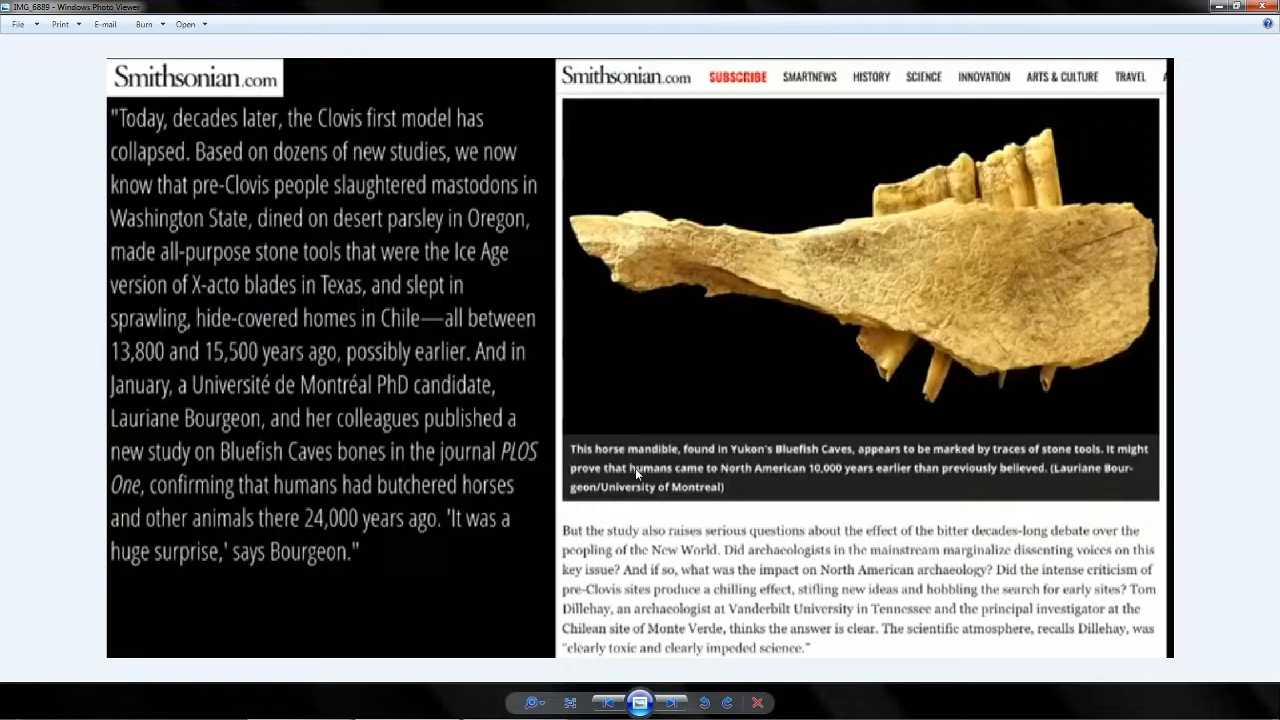 IMG_6889 - Windows Photo Viewer
File Print E-mail Burn Open
Smithsonian.com
"Today, decades later, the Clovis first model has
collapsed. Based on dozens of new studies, we now
know that pre-Clovis people slaughtered mastodons in
Washington State, dined on desert parsley in Oregon,
made all-purpose stone tools that were the Ice Age
version of X-acto blades in Texas, and slept in
sprawling, hide-covered homes in Chile—all between
13,800 and 15,500 years ago, possibly earlier. And in
January, a Université de Montréal PhD candidate,
Lauriane Bourgeon, and her colleagues published a
new study on Bluefish Caves bones in the journal PLOS
One, confirming that humans had butchered horses
and other animals there 24,000 years ago. 'It was a
huge surprise,' says Bourgeon."
Smithsonian.com SUBSCRIBE SMARTNEWS HISTORY SCIENCE INNOVATION ARTS & CULTURE TRAVEL
This horse mandible, found in Yukon's Bluefish Caves, appears to be marked by traces of stone tools. It might
prove that humans came to North American 10,000 years earlier than previously believed. (Lauriane Bour-
geon/University of Montreal)
But the study also raises serious questions about the effect of the bitter decades-long debate over the
peopling of the New World. Did archaeologists in the mainstream marginalize dissenting voices on this
key issue? And if so, what was the impact on North American archaeology? Did the intense criticism of
pre-Clovis sites produce a chilling effect, stifling new ideas and hobbling the search for early sites? Tom
Dillehay, an archaeologist at Vanderbilt University in Tennessee and the principal investigator at the
Chilean site of Monte Verde, thinks the answer is clear. The scientific atmosphere, recalls Dillehay, was
“clearly toxic and clearly impeded science.”